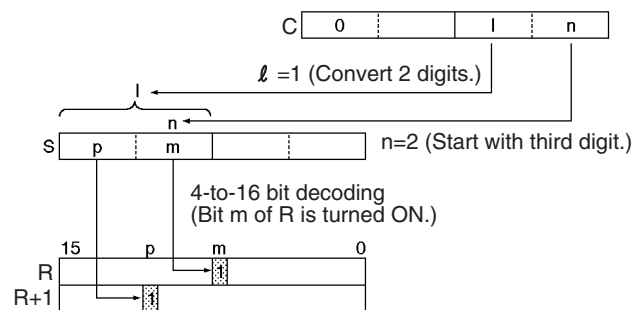 C 0 l n
ℓ =1 (Convert 2 digits.)
l
n
n=2 (Start with third digit.)
S p m
4-to-16 bit decoding
(Bit m of R is turned ON.)
15 p m 0
R 1
R+1 1